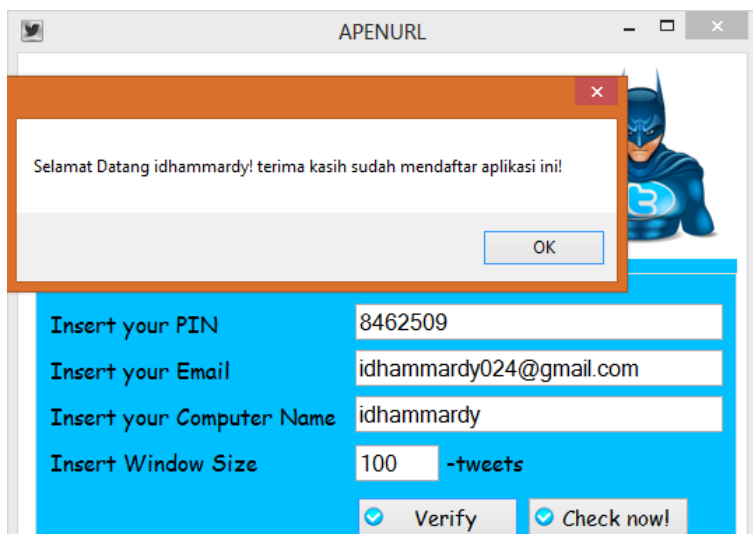 APENURL
Selamat Datang idhammardy! terima kasih sudah mendaftar aplikasi ini!
OK
Insert your PIN 8462509
Insert your Email idhammardy024@gmail.com
Insert your Computer Name idhammardy
Insert Window Size 100 -tweets
Verify Check now!